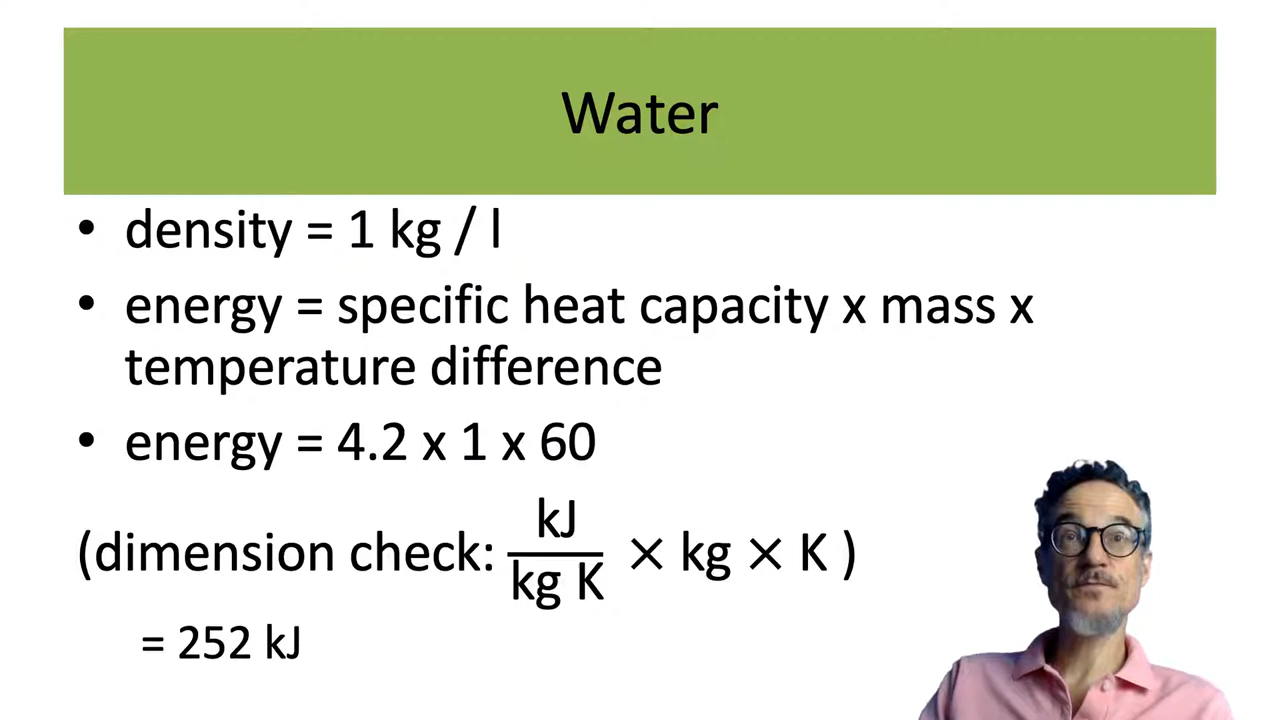 Water
• density = 1 kg / l
• energy = specific heat capacity x mass x
temperature difference
• energy = 4.2 x 1 x 60
(dimension check: kJ / kg K × kg × K )
= 252 kJ